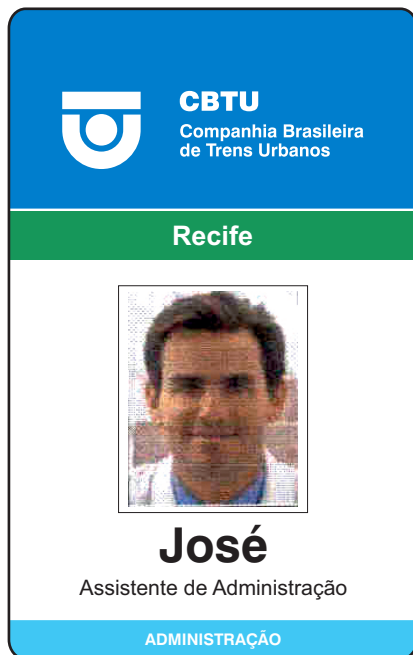 CBTU
Companhia Brasileira
de Trens Urbanos
Recife
José
Assistente de Administração
ADMINISTRAÇÃO